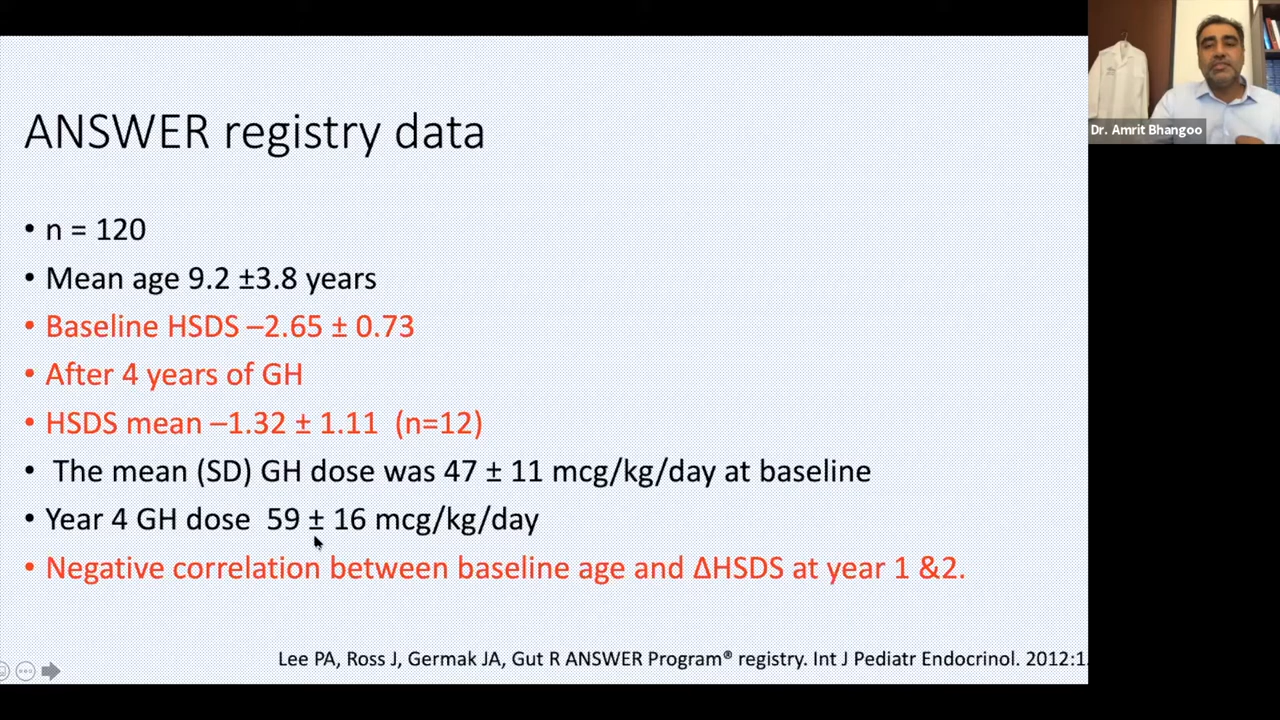 ANSWER registry data
• n = 120
• Mean age 9.2 ±3.8 years
• Baseline HSDS –2.65 ± 0.73
• After 4 years of GH
• HSDS mean –1.32 ± 1.11 (n=12)
• The mean (SD) GH dose was 47 ± 11 mcg/kg/day at baseline
• Year 4 GH dose 59 ± 16 mcg/kg/day
• Negative correlation between baseline age and ΔHSDS at year 1 &2.
Lee PA, Ross J, Germak JA, Gut R ANSWER Program® registry. Int J Pediatr Endocrinol. 2012:1.
Dr. Amrit Bhangoo